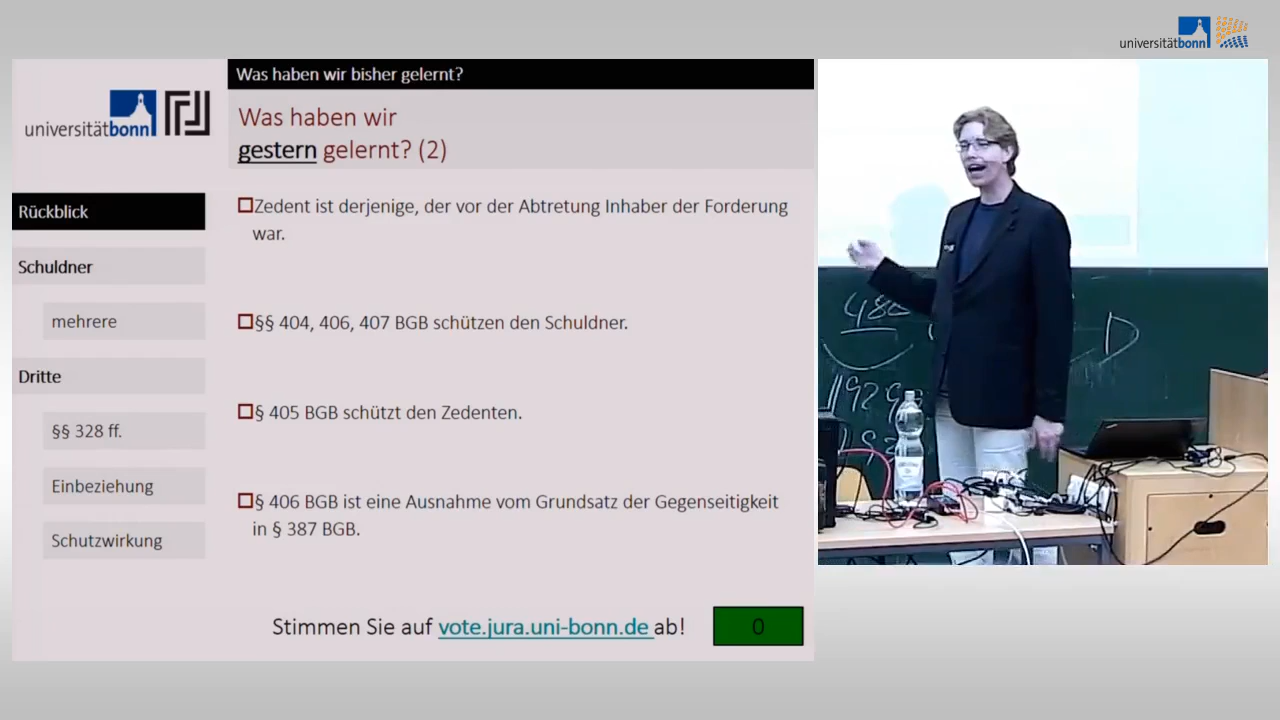 universitätbonn
Was haben wir bisher gelernt?
universitätbonn
Was haben wir
gestern gelernt? (2)
Rückblick
Schuldner
mehrere
Dritte
§§ 328 ff.
Einbeziehung
Schutzwirkung
Zedent ist derjenige, der vor der Abtretung Inhaber der Forderung
war.
§§ 404, 406, 407 BGB schützen den Schuldner.
§ 405 BGB schützt den Zedenten.
§ 406 BGB ist eine Ausnahme vom Grundsatz der Gegenseitigkeit
in § 387 BGB.
Stimmen Sie auf vote.jura.uni-bonn.de ab!
0
D